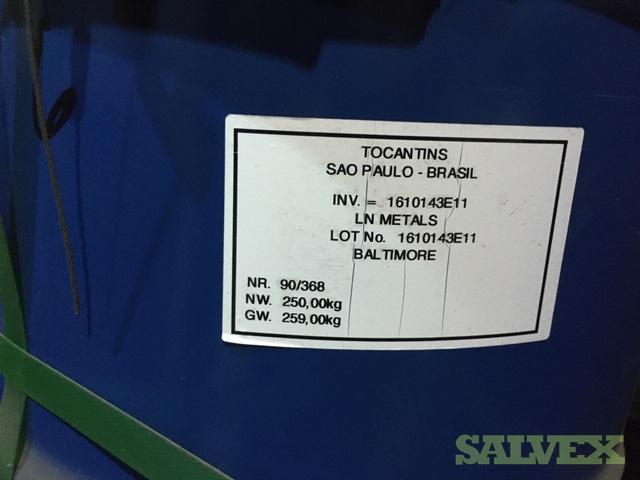 TOCANTINS
SAO PAULO - BRASIL
INV. = 1610143E11
LN METALS
LOT No. 1610143E11
BALTIMORE
NR. 90/368
NW. 250,00kg
GW. 259,00kg
SALVEX